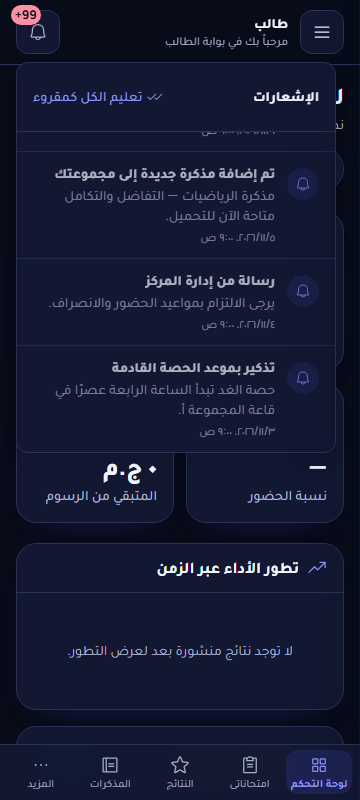 +99
طالب
مرحباً بك في بوابة الطالب
الإشعارات
تعليم الكل كمقروء
تم إضافة مذكرة جديدة إلى مجموعتك
مذكرة الرياضيات — التفاضل والتكامل
متاحة الآن للتحميل.
٢٠٢٦/١١/٥، ٩:٠٠ ص
رسالة من إدارة المركز
يرجى الالتزام بمواعيد الحضور والانصراف.
٢٠٢٦/١١/٤، ٩:٠٠ ص
تذكير بموعد الحصة القادمة
حصة الغد تبدأ الساعة الرابعة عصرًا في
قاعة المجموعة أ.
٢٠٢٦/١١/٣، ٩:٠٠ ص
—
نسبة الحضور
٠ ج.م
المتبقي من الرسوم
تطور الأداء عبر الزمن
لا توجد نتائج منشورة بعد لعرض التطور.
لوحة التحكم
امتحاناتي
النتائج
المذكرات
المزيد